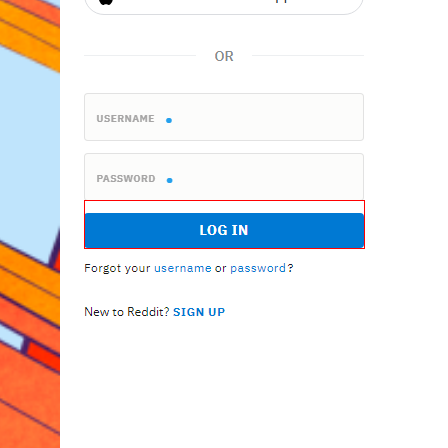 OR
USERNAME
PASSWORD
LOG IN
Forgot your username or password?
New to Reddit? SIGN UP